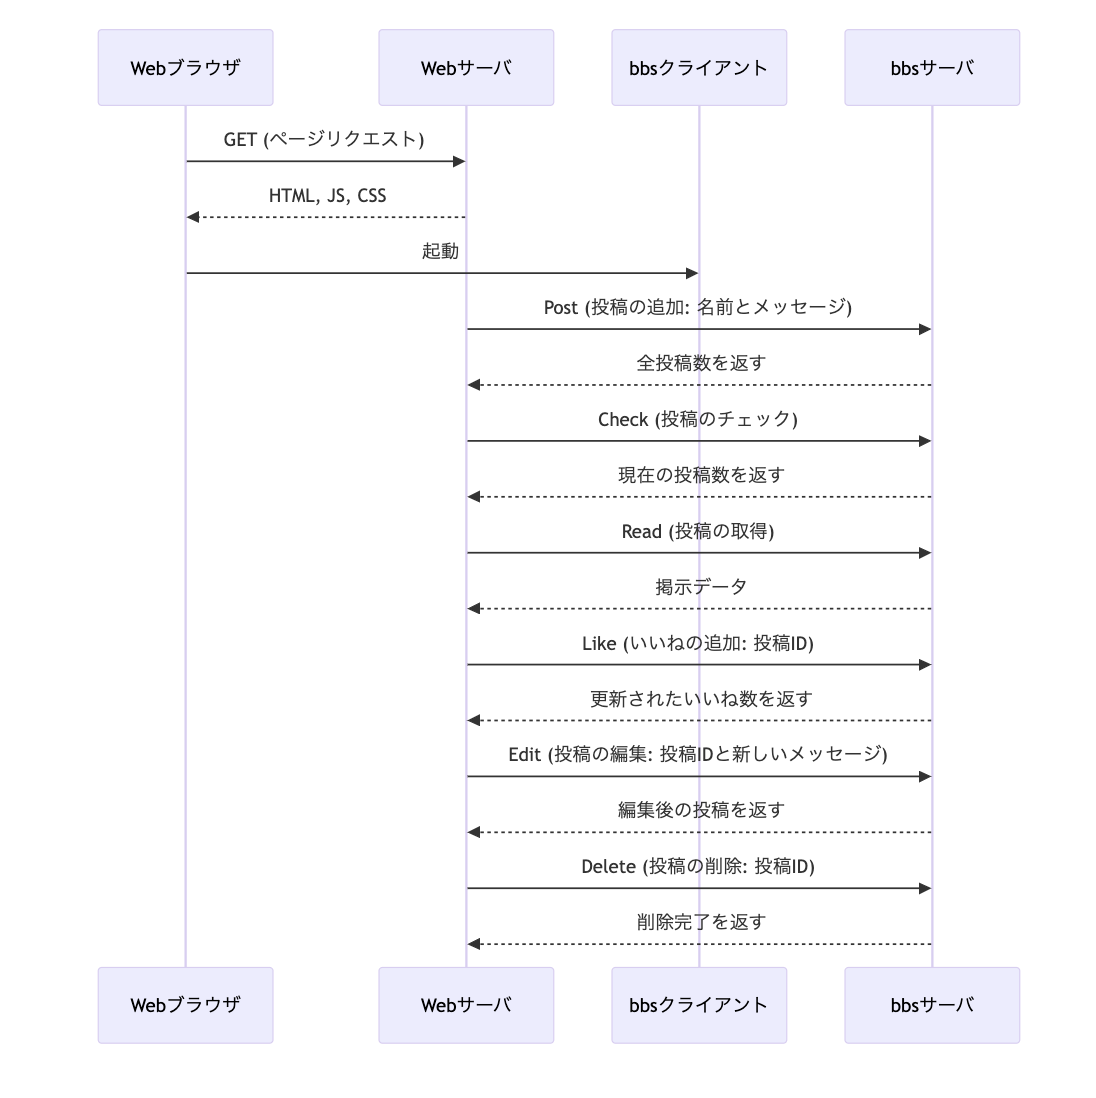 Webブラウザ
Webサーバ
bbsクライアント
bbsサーバ
GET (ページリクエスト)
HTML, JS, CSS
起動
Post (投稿の追加: 名前とメッセージ)
全投稿数を返す
Check (投稿のチェック)
現在の投稿数を返す
Read (投稿の取得)
掲示データ
Like (いいねの追加: 投稿ID)
更新されたいいね数を返す
Edit (投稿の編集: 投稿IDと新しいメッセージ)
編集後の投稿を返す
Delete (投稿の削除: 投稿ID)
削除完了を返す
Webブラウザ
Webサーバ
bbsクライアント
bbsサーバ